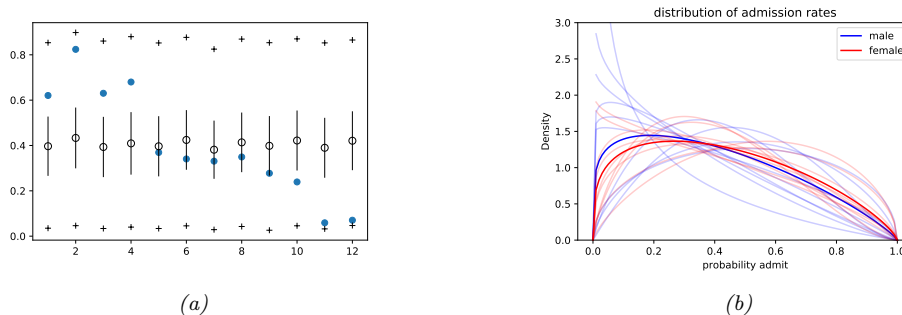 distribution of admission rates
0.8
0.6
0.4
0.2
0.0
2 4 6 8 10 12
3.0
2.5
2.0
1.5
1.0
0.5
0.0
Density
male
female
0.0 0.2 0.4 0.6 0.8 1.0
probability admit
(a) (b)